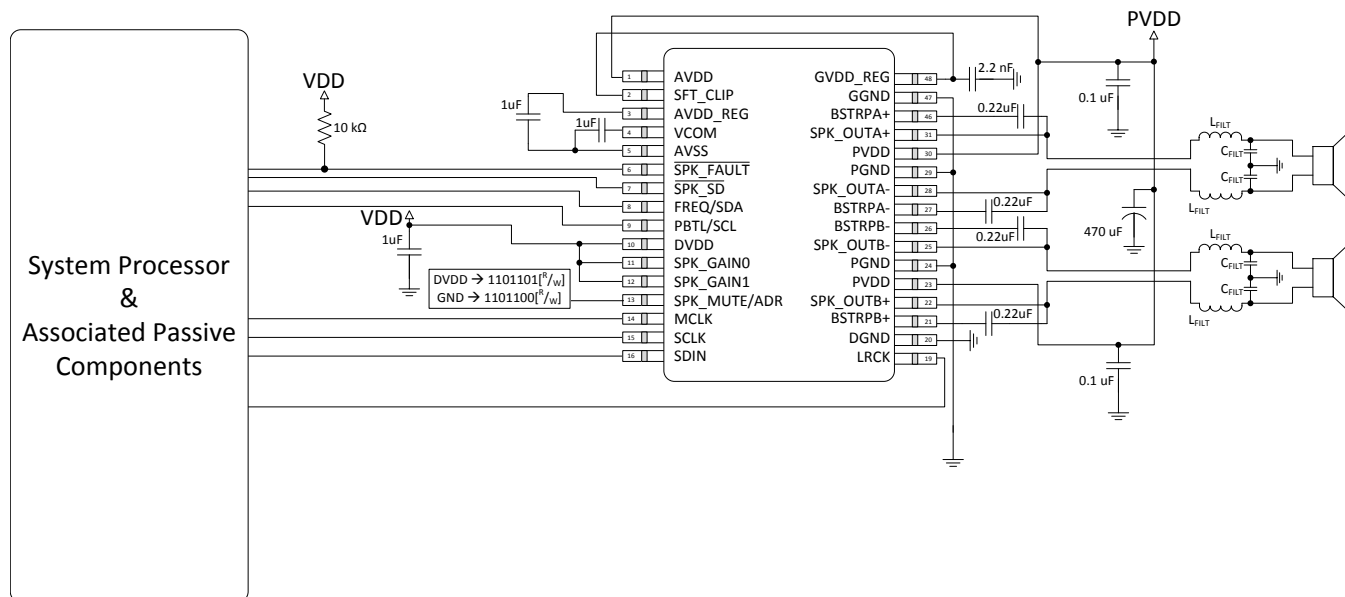 System Processor
&
Associated Passive
Components
VDD
10 kΩ
1uF
1uF
VDD
1uF
DVDD → 1101101[R/W]
GND → 1101100[R/W]
1 AVDD
2 SFT_CLIP
3 AVDD_REG
4 VCOM
5 AVSS
6 SPK_FAULT
7 SPK_SD
8 FREQ/SDA
9 PBTL/SCL
10 DVDD
11 SPK_GAIN0
12 SPK_GAIN1
13 SPK_MUTE/ADR
14 MCLK
15 SCLK
16 SDIN
GVDD_REG 48
GGND 47
BSTRPA+ 46
SPK_OUTA+ 31
PVDD 30
PGND 29
SPK_OUTA- 28
BSTRPA- 27
BSTRPB- 26
SPK_OUTB- 25
PGND 24
PVDD 23
SPK_OUTB+ 22
BSTRPB+ 21
DGND 20
LRCK 19
2.2 nF
0.22uF
0.22uF
0.22uF
0.22uF
PVDD
0.1 uF
470 uF
0.1 uF
LFILT
CFILT
CFILT
LFILT
LFILT
CFILT
CFILT
LFILT